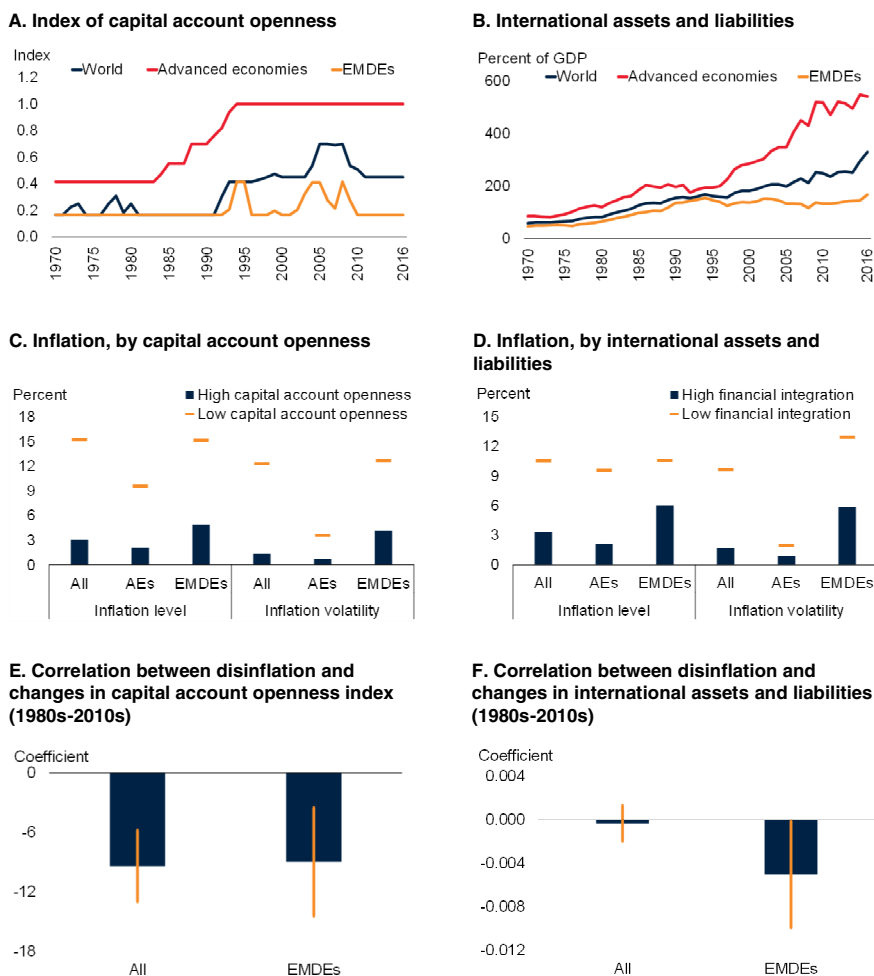 A. Index of capital account openness
Index
World Advanced economies EMDEs
1.2
1.0
0.8
0.6
0.4
0.2
0.0
1970 1975 1980 1985 1990 1995 2000 2005 2010 2016
B. International assets and liabilities
Percent of GDP
World Advanced economies EMDEs
600
400
200
0
1970 1975 1980 1985 1990 1995 2000 2005 2010 2016
C. Inflation, by capital account openness
Percent
High capital account openness
Low capital account openness
18
15
12
9
6
3
0
All AEs EMDEs All AEs EMDEs
Inflation level Inflation volatility
D. Inflation, by international assets and
liabilities
Percent
High financial integration
Low financial integration
15
12
9
6
3
0
All AEs EMDEs All AEs EMDEs
Inflation level Inflation volatility
E. Correlation between disinflation and
changes in capital account openness index
(1980s-2010s)
Coefficient
0
-6
-12
-18
All EMDEs
F. Correlation between disinflation and
changes in international assets and liabilities
(1980s-2010s)
Coefficient
0.004
0.000
-0.004
-0.008
-0.012
All EMDEs